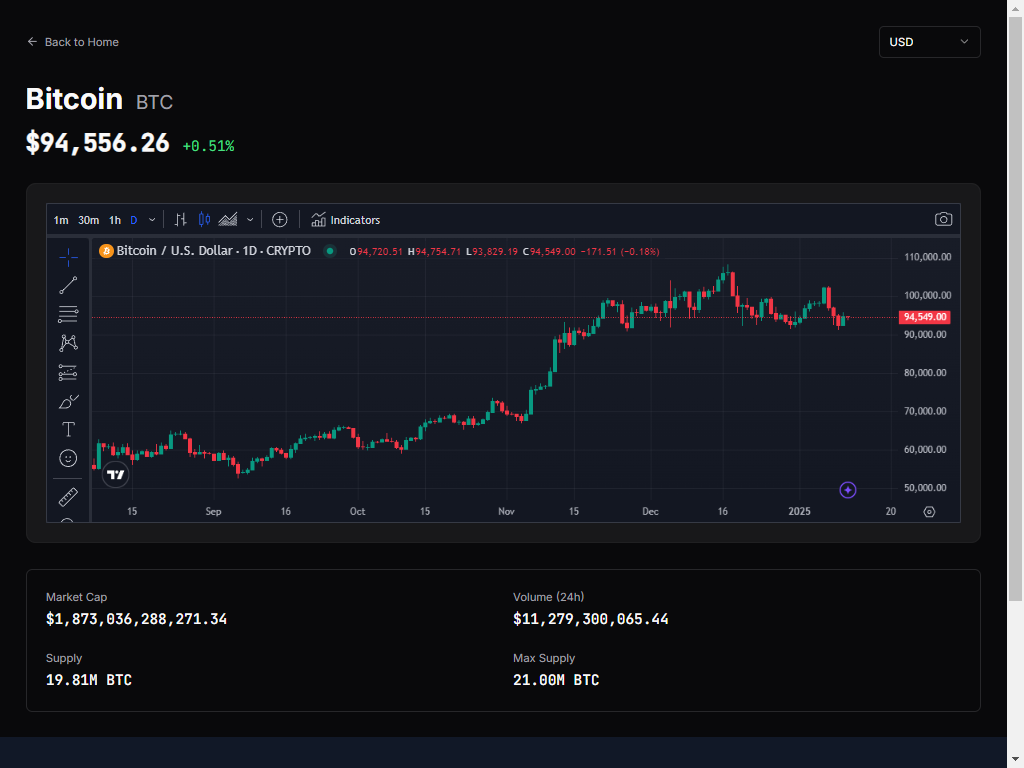 Back to Home
USD
Bitcoin BTC
$94,556.26 +0.51%
1m 30m 1h D Indicators
Bitcoin / U.S. Dollar · 1D · CRYPTO O94,720.51 H94,754.71 L93,829.19 C94,549.00 −171.51 (−0.18%)
110,000.00
100,000.00
94,549.00
90,000.00
80,000.00
70,000.00
60,000.00
50,000.00
15 Sep 16 Oct 15 Nov 15 Dec 16 2025 20
Market Cap
$1,873,036,288,271.34
Volume (24h)
$11,279,300,065.44
Supply
19.81M BTC
Max Supply
21.00M BTC